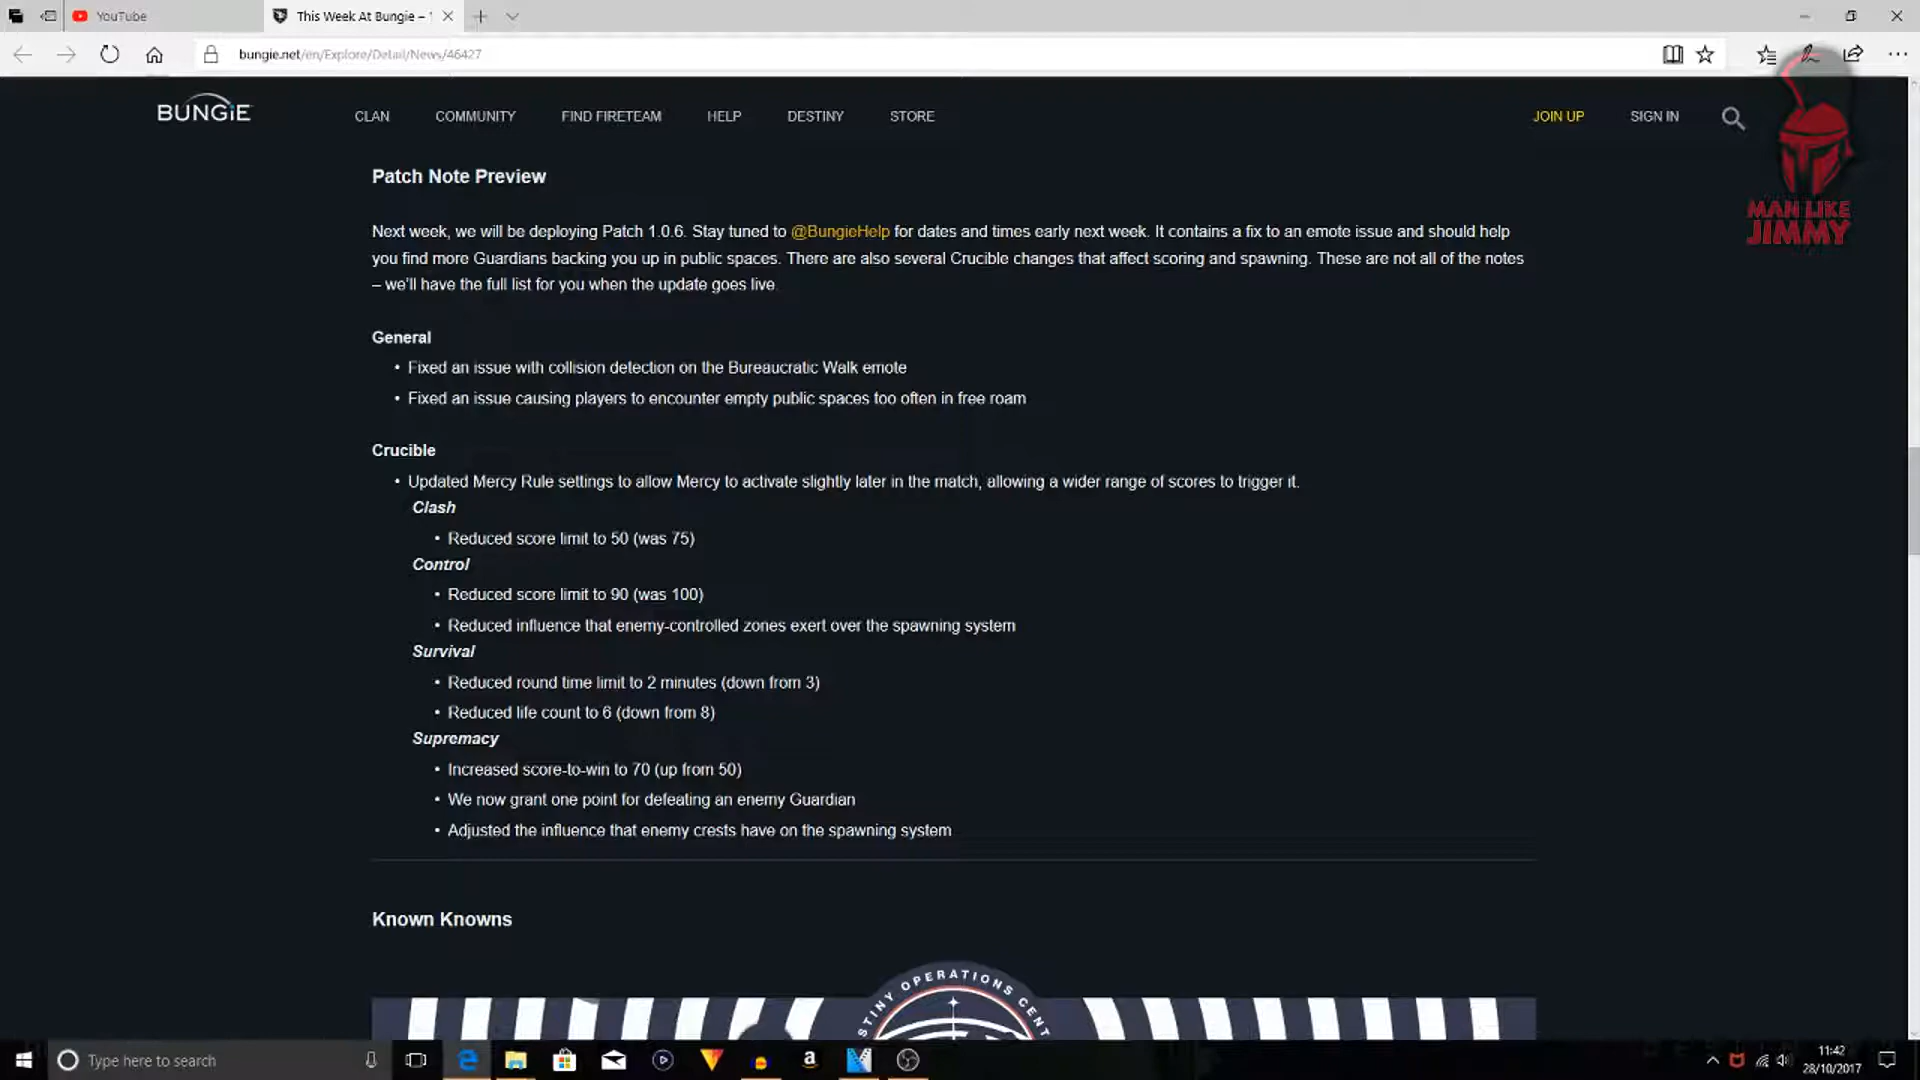 YouTube
This Week At Bungie – 1
bungie.net/en/Explore/Detail/News/46427
BUNGiE
CLAN
COMMUNITY
FIND FIRETEAM
HELP
DESTINY
STORE
JOIN UP
SIGN IN
MAN LIKE
JIMMY
Patch Note Preview
Next week, we will be deploying Patch 1.0.6. Stay tuned to @BungieHelp for dates and times early next week. It contains a fix to an emote issue and should help
you find more Guardians backing you up in public spaces. There are also several Crucible changes that affect scoring and spawning. These are not all of the notes
– we'll have the full list for you when the update goes live.
General
• Fixed an issue with collision detection on the Bureaucratic Walk emote
• Fixed an issue causing players to encounter empty public spaces too often in free roam
Crucible
• Updated Mercy Rule settings to allow Mercy to activate slightly later in the match, allowing a wider range of scores to trigger it.
Clash
• Reduced score limit to 50 (was 75)
Control
• Reduced score limit to 90 (was 100)
• Reduced influence that enemy-controlled zones exert over the spawning system
Survival
• Reduced round time limit to 2 minutes (down from 3)
• Reduced life count to 6 (down from 8)
Supremacy
• Increased score-to-win to 70 (up from 50)
• We now grant one point for defeating an enemy Guardian
• Adjusted the influence that enemy crests have on the spawning system
Known Knowns
STINY OPERATIONS CENT
Type here to search
a
11:42
28/10/2017